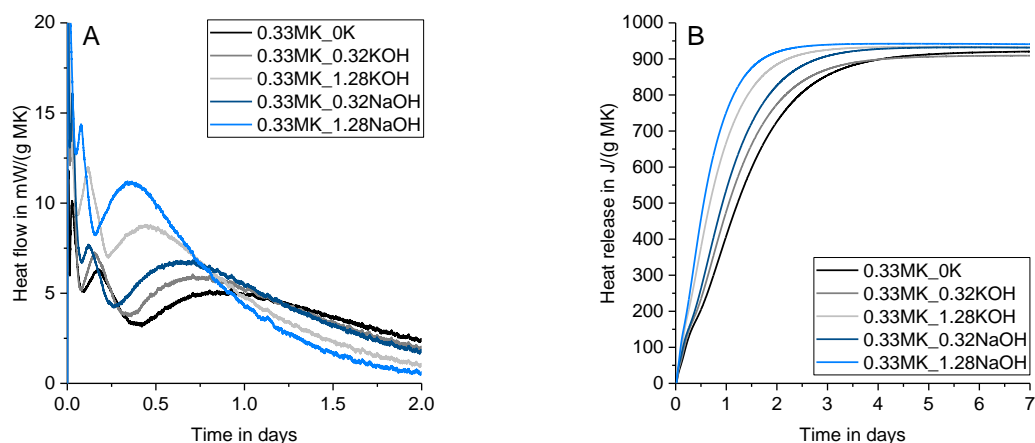 A
0.33MK_0K
0.33MK_0.32KOH
0.33MK_1.28KOH
0.33MK_0.32NaOH
0.33MK_1.28NaOH
Heat flow in mW/(g MK)
20
15
10
5
0
0.0 0.5 1.0 1.5 2.0
Time in days
B
Heat release in J/(g MK)
1000
900
800
700
600
500
400
300
200
100
0
0.33MK_0K
0.33MK_0.32KOH
0.33MK_1.28KOH
0.33MK_0.32NaOH
0.33MK_1.28NaOH
0 1 2 3 4 5 6 7
Time in days